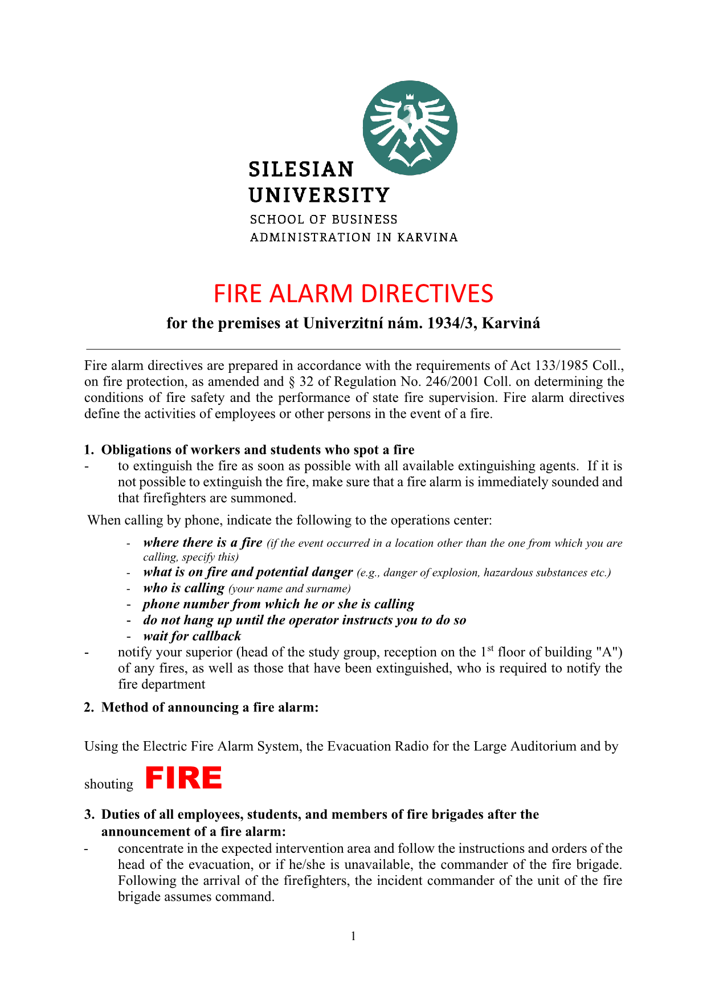 SILESIAN
UNIVERSITY
SCHOOL OF BUSINESS
ADMINISTRATION IN KARVINA
FIRE ALARM DIRECTIVES
for the premises at Univerzitní nám. 1934/3, Karviná
Fire alarm directives are prepared in accordance with the requirements of Act 133/1985 Coll.,
on fire protection, as amended and § 32 of Regulation No. 246/2001 Coll. on determining the
conditions of fire safety and the performance of state fire supervision. Fire alarm directives
define the activities of employees or other persons in the event of a fire.
1. Obligations of workers and students who spot a fire
- to extinguish the fire as soon as possible with all available extinguishing agents. If it is
not possible to extinguish the fire, make sure that a fire alarm is immediately sounded and
that firefighters are summoned.
When calling by phone, indicate the following to the operations center:
- where there is a fire (if the event occurred in a location other than the one from which you are
calling, specify this)
- what is on fire and potential danger (e.g., danger of explosion, hazardous substances etc.)
- who is calling (your name and surname)
- phone number from which he or she is calling
- do not hang up until the operator instructs you to do so
- wait for callback
- notify your superior (head of the study group, reception on the 1st floor of building "A")
of any fires, as well as those that have been extinguished, who is required to notify the
fire department
2. Method of announcing a fire alarm:
Using the Electric Fire Alarm System, the Evacuation Radio for the Large Auditorium and by
shouting FIRE
3. Duties of all employees, students, and members of fire brigades after the
announcement of a fire alarm:
- concentrate in the expected intervention area and follow the instructions and orders of the
head of the evacuation, or if he/she is unavailable, the commander of the fire brigade.
Following the arrival of the firefighters, the incident commander of the unit of the fire
brigade assumes command.
1